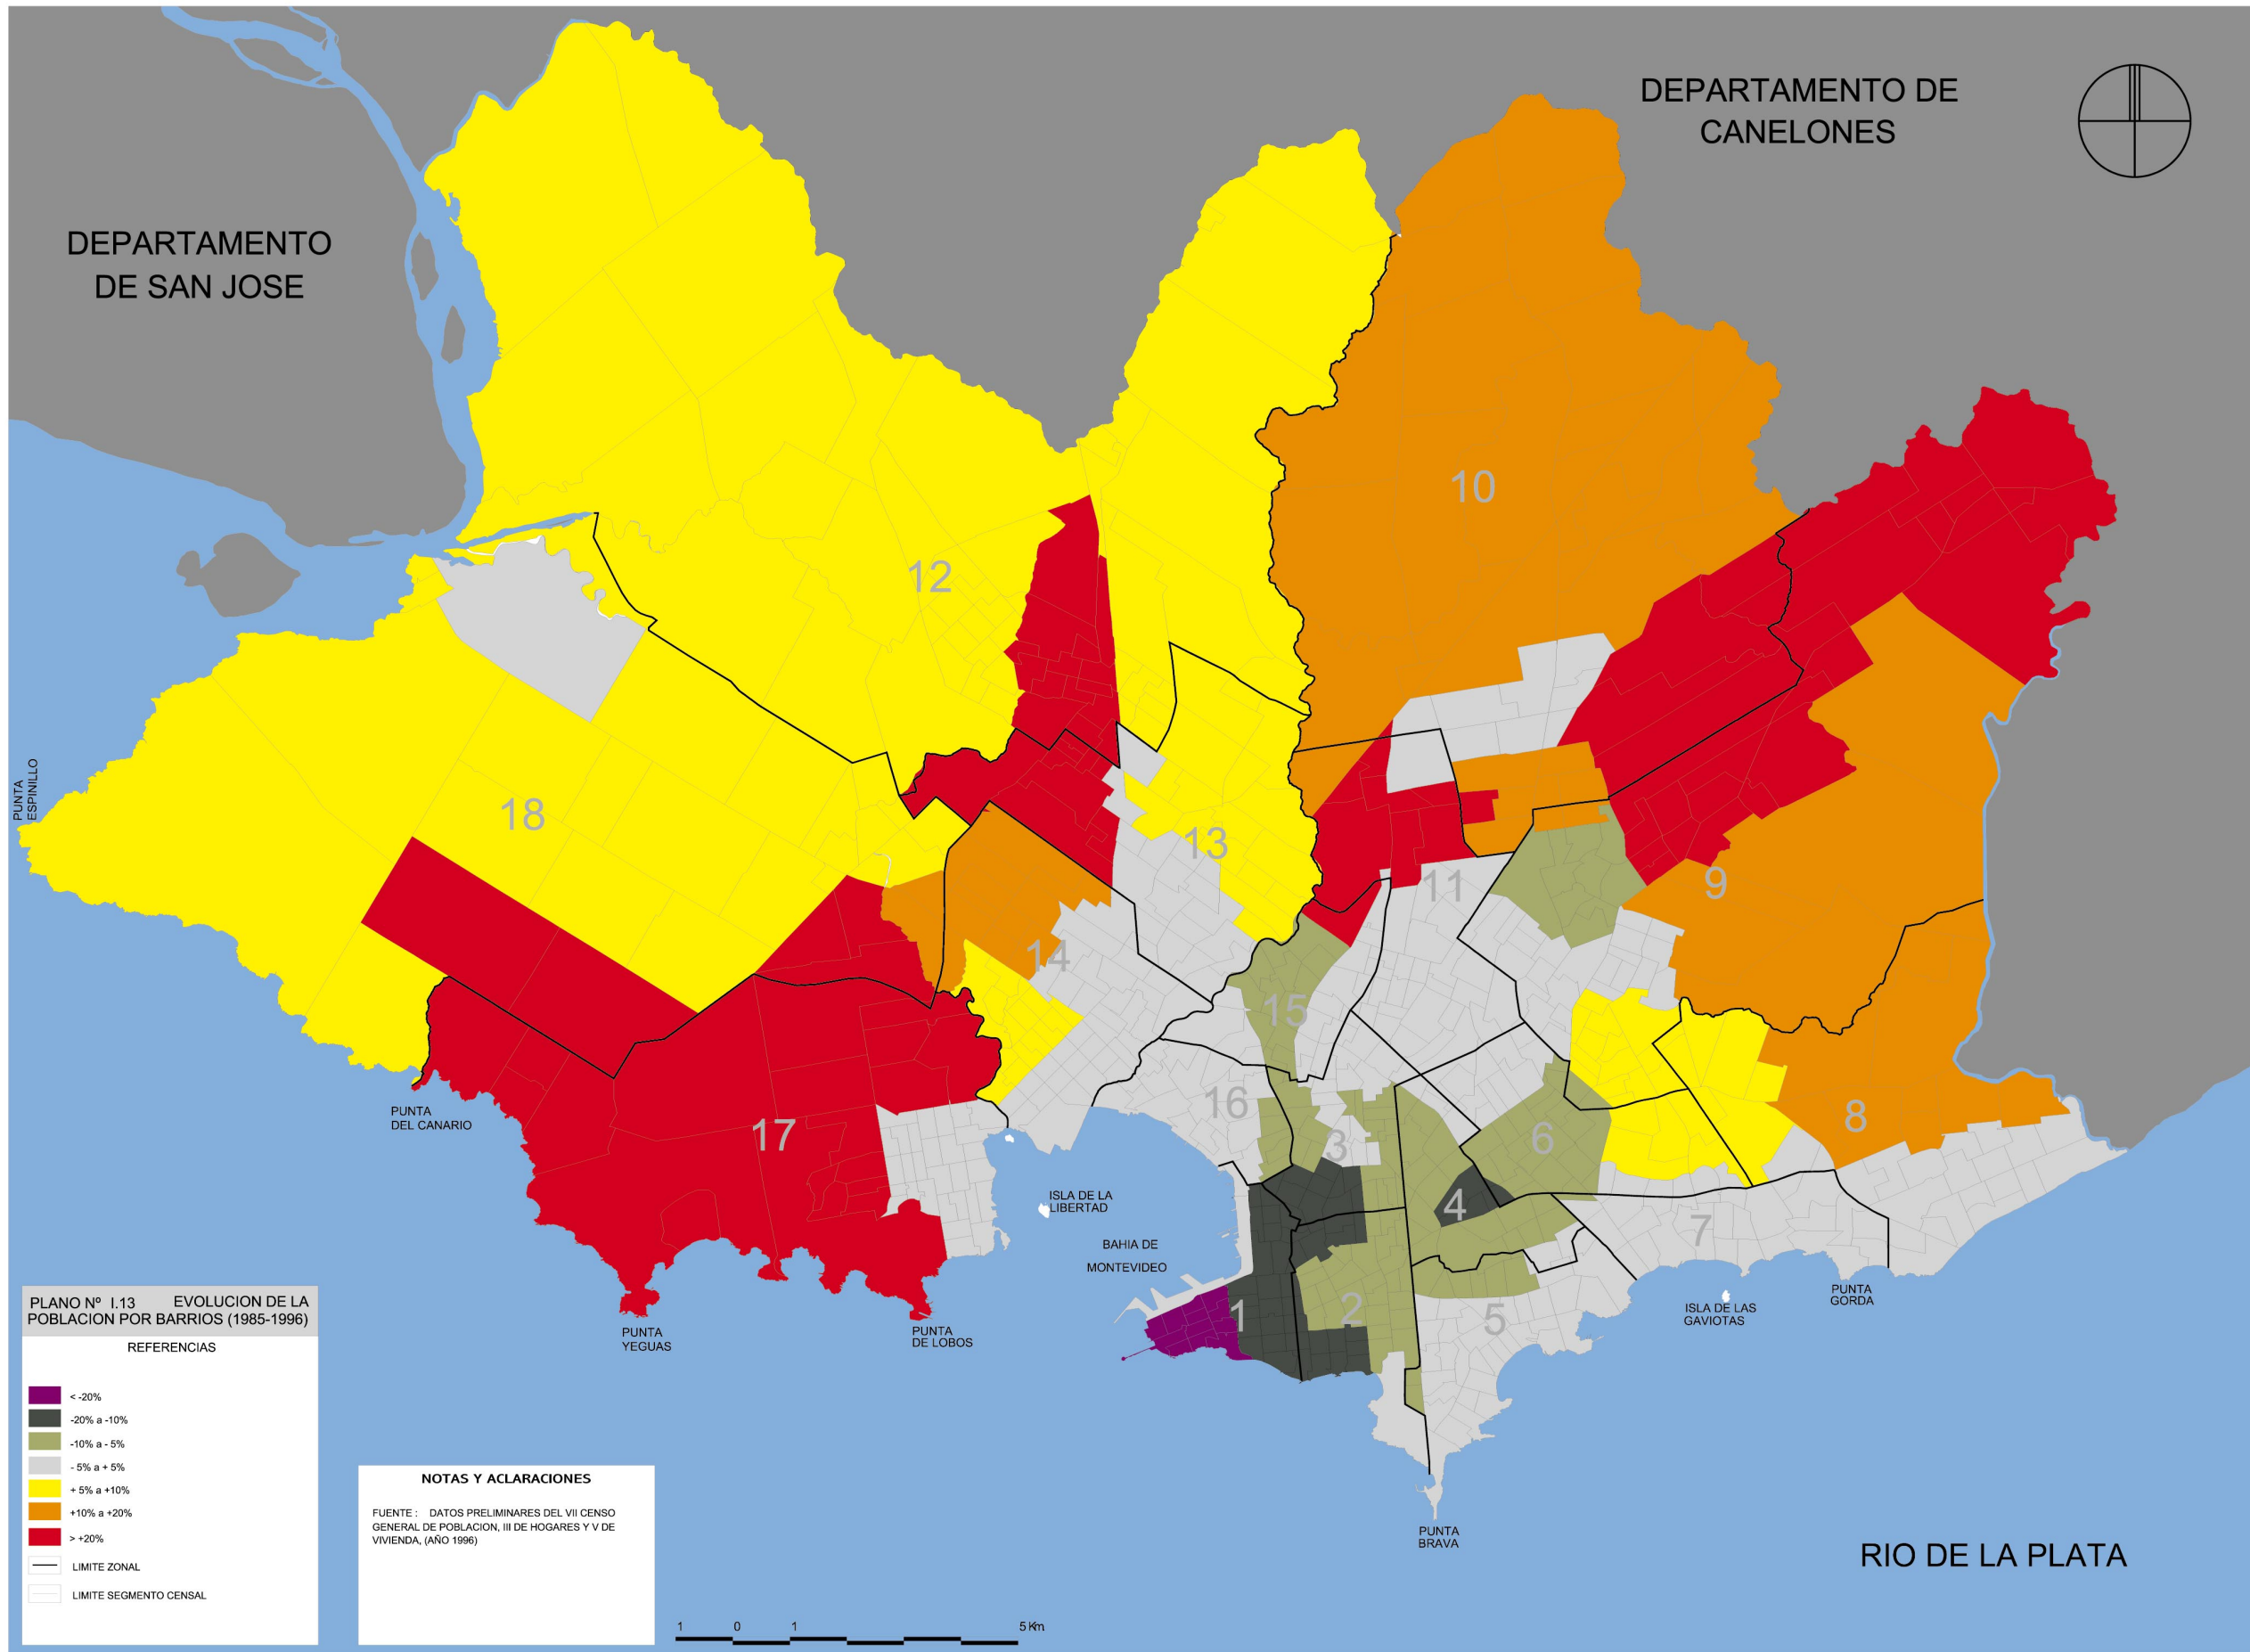 DEPARTAMENTO DE
CANELONES
DEPARTAMENTO
DE SAN JOSE
10
12
PUNTA
ESPINILLO
18
13
11
9
14
15
16
3
6
8
17
4
7
1
2
5
PUNTA
DEL CANARIO
ISLA DE LA
LIBERTAD
BAHIA DE
MONTEVIDEO
PUNTA
YEGUAS
PUNTA
DE LOBOS
ISLA DE LAS
GAVIOTAS
PUNTA
GORDA
PUNTA
BRAVA
RIO DE LA PLATA
PLANO Nº I.13 EVOLUCION DE LA
POBLACION POR BARRIOS (1985-1996)
REFERENCIAS
< -20%
-20% a -10%
-10% a - 5%
- 5% a + 5%
+ 5% a +10%
+10% a +20%
> +20%
LIMITE ZONAL
LIMITE SEGMENTO CENSAL
NOTAS Y ACLARACIONES
FUENTE : DATOS PRELIMINARES DEL VII CENSO
GENERAL DE POBLACION, III DE HOGARES Y V DE
VIVIENDA, (AÑO 1996)
1 0 1 5 Km